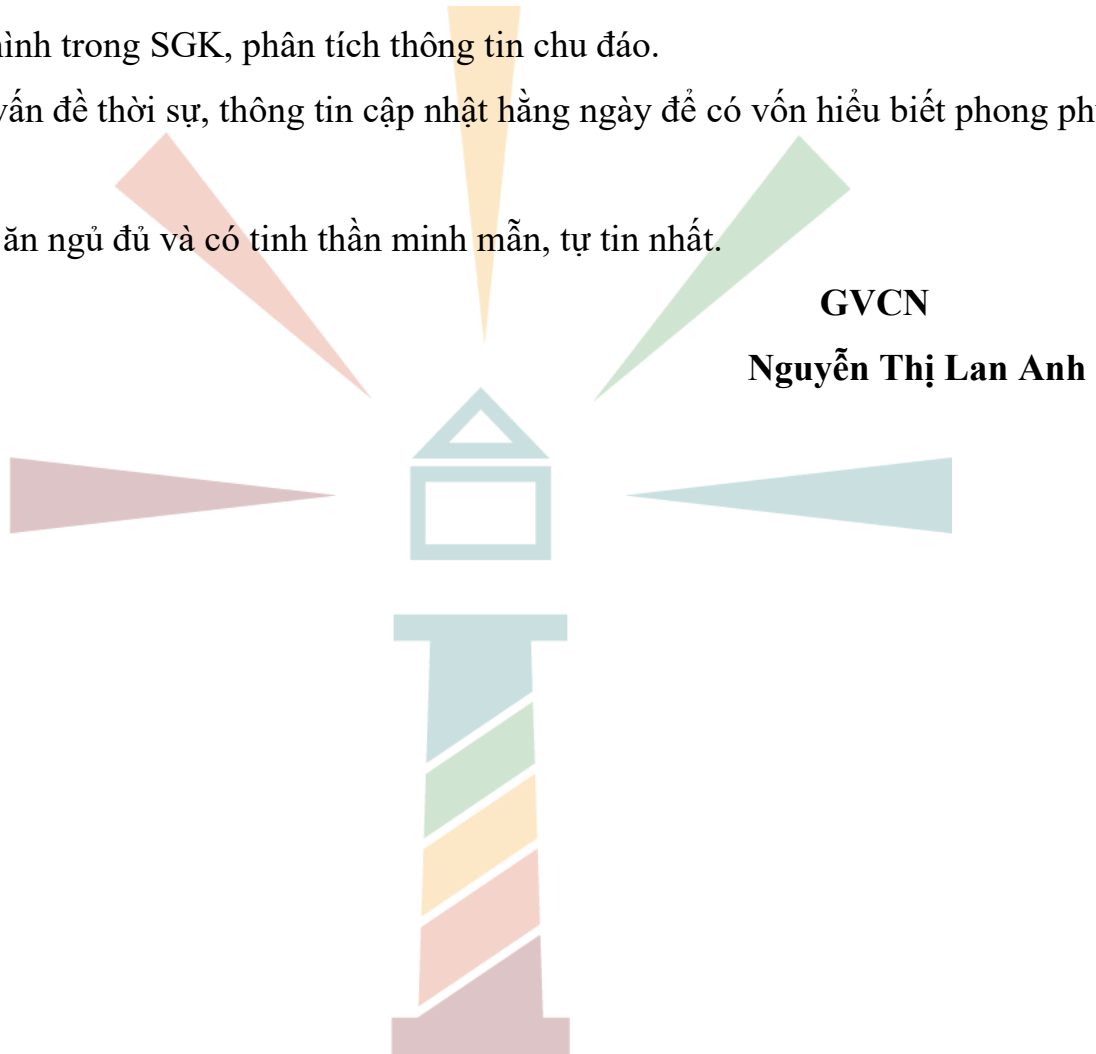 hình trong SGK, phân tích thông tin chu đáo.
vấn đề thời sự, thông tin cập nhật hằng ngày để có vốn hiểu biết phong
ăn ngủ đủ và có tinh thần minh mẫn, tự tin nhất.
GVCN
Nguyễn Thị Lan Anh